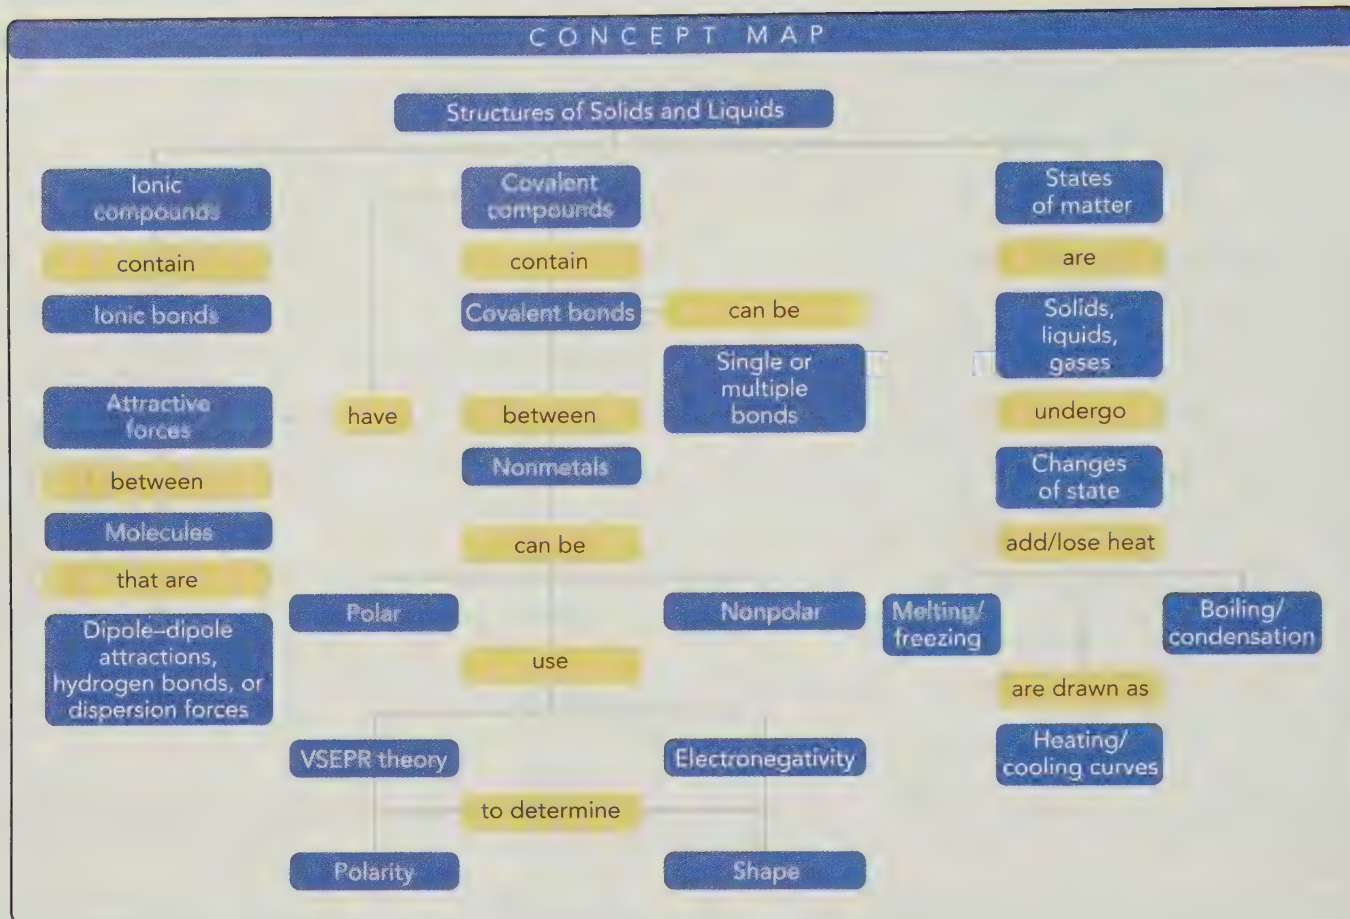 CONCEPT MAP
Structures of Solids and Liquids
Ionic
compounds
contain
Ionic bonds
Attractive
forces
between
Molecules
that are
Dipole–dipole
attractions,
hydrogen bonds, or
dispersion forces
have
Covalent
compounds
contain
Covalent bonds
can be
Single or
multiple
bonds
between
Nonmetals
can be
Polar
Nonpolar
use
VSEPR theory
Electronegativity
to determine
Polarity
Shape
States
of matter
are
Solids,
liquids,
gases
undergo
Changes
of state
add/lose heat
Melting/
freezing
Boiling/
condensation
are drawn as
Heating/
cooling curves